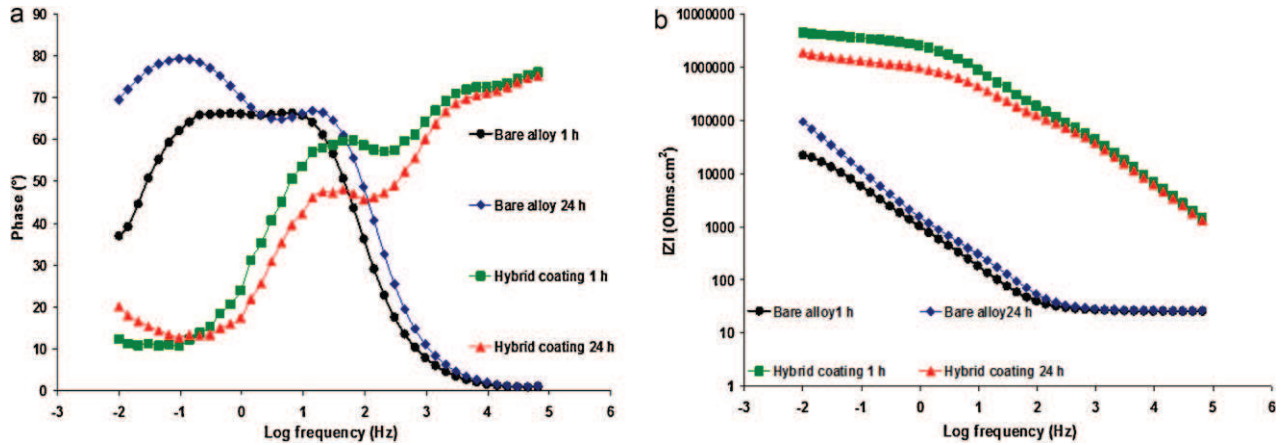 a
90
80
70
60
50
40
30
20
10
0
-3 -2 -1 0 1 2 3 4 5 6
Phase (°)
Log frequency (Hz)
Bare alloy 1 h
Bare alloy 24 h
Hybrid coating 1 h
Hybrid coating 24 h
b
10000000
1000000
100000
10000
1000
100
10
1
-3 -2 -1 0 1 2 3 4 5 6
IZI (Ohms.cm²)
Log frequency (Hz)
Bare alloy1 h Bare alloy24 h
Hybrid coating 1 h Hybrid coating 24 h